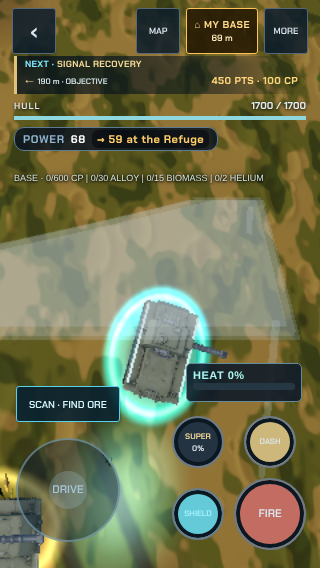 ‹
MAP
⌂ MY BASE
69 m
MORE
NEXT · SIGNAL RECOVERY
← 190 m · OBJECTIVE
450 PTS · 100 CP
HULL
1700 / 1700
POWER 68 → 59 at the Refuge
BASE · 0/600 CP | 0/30 ALLOY | 0/15 BIOMASS | 0/2 HELIUM
HEAT 0%
SCAN · FIND ORE
SUPER
0%
DASH
DRIVE
SHIELD
FIRE